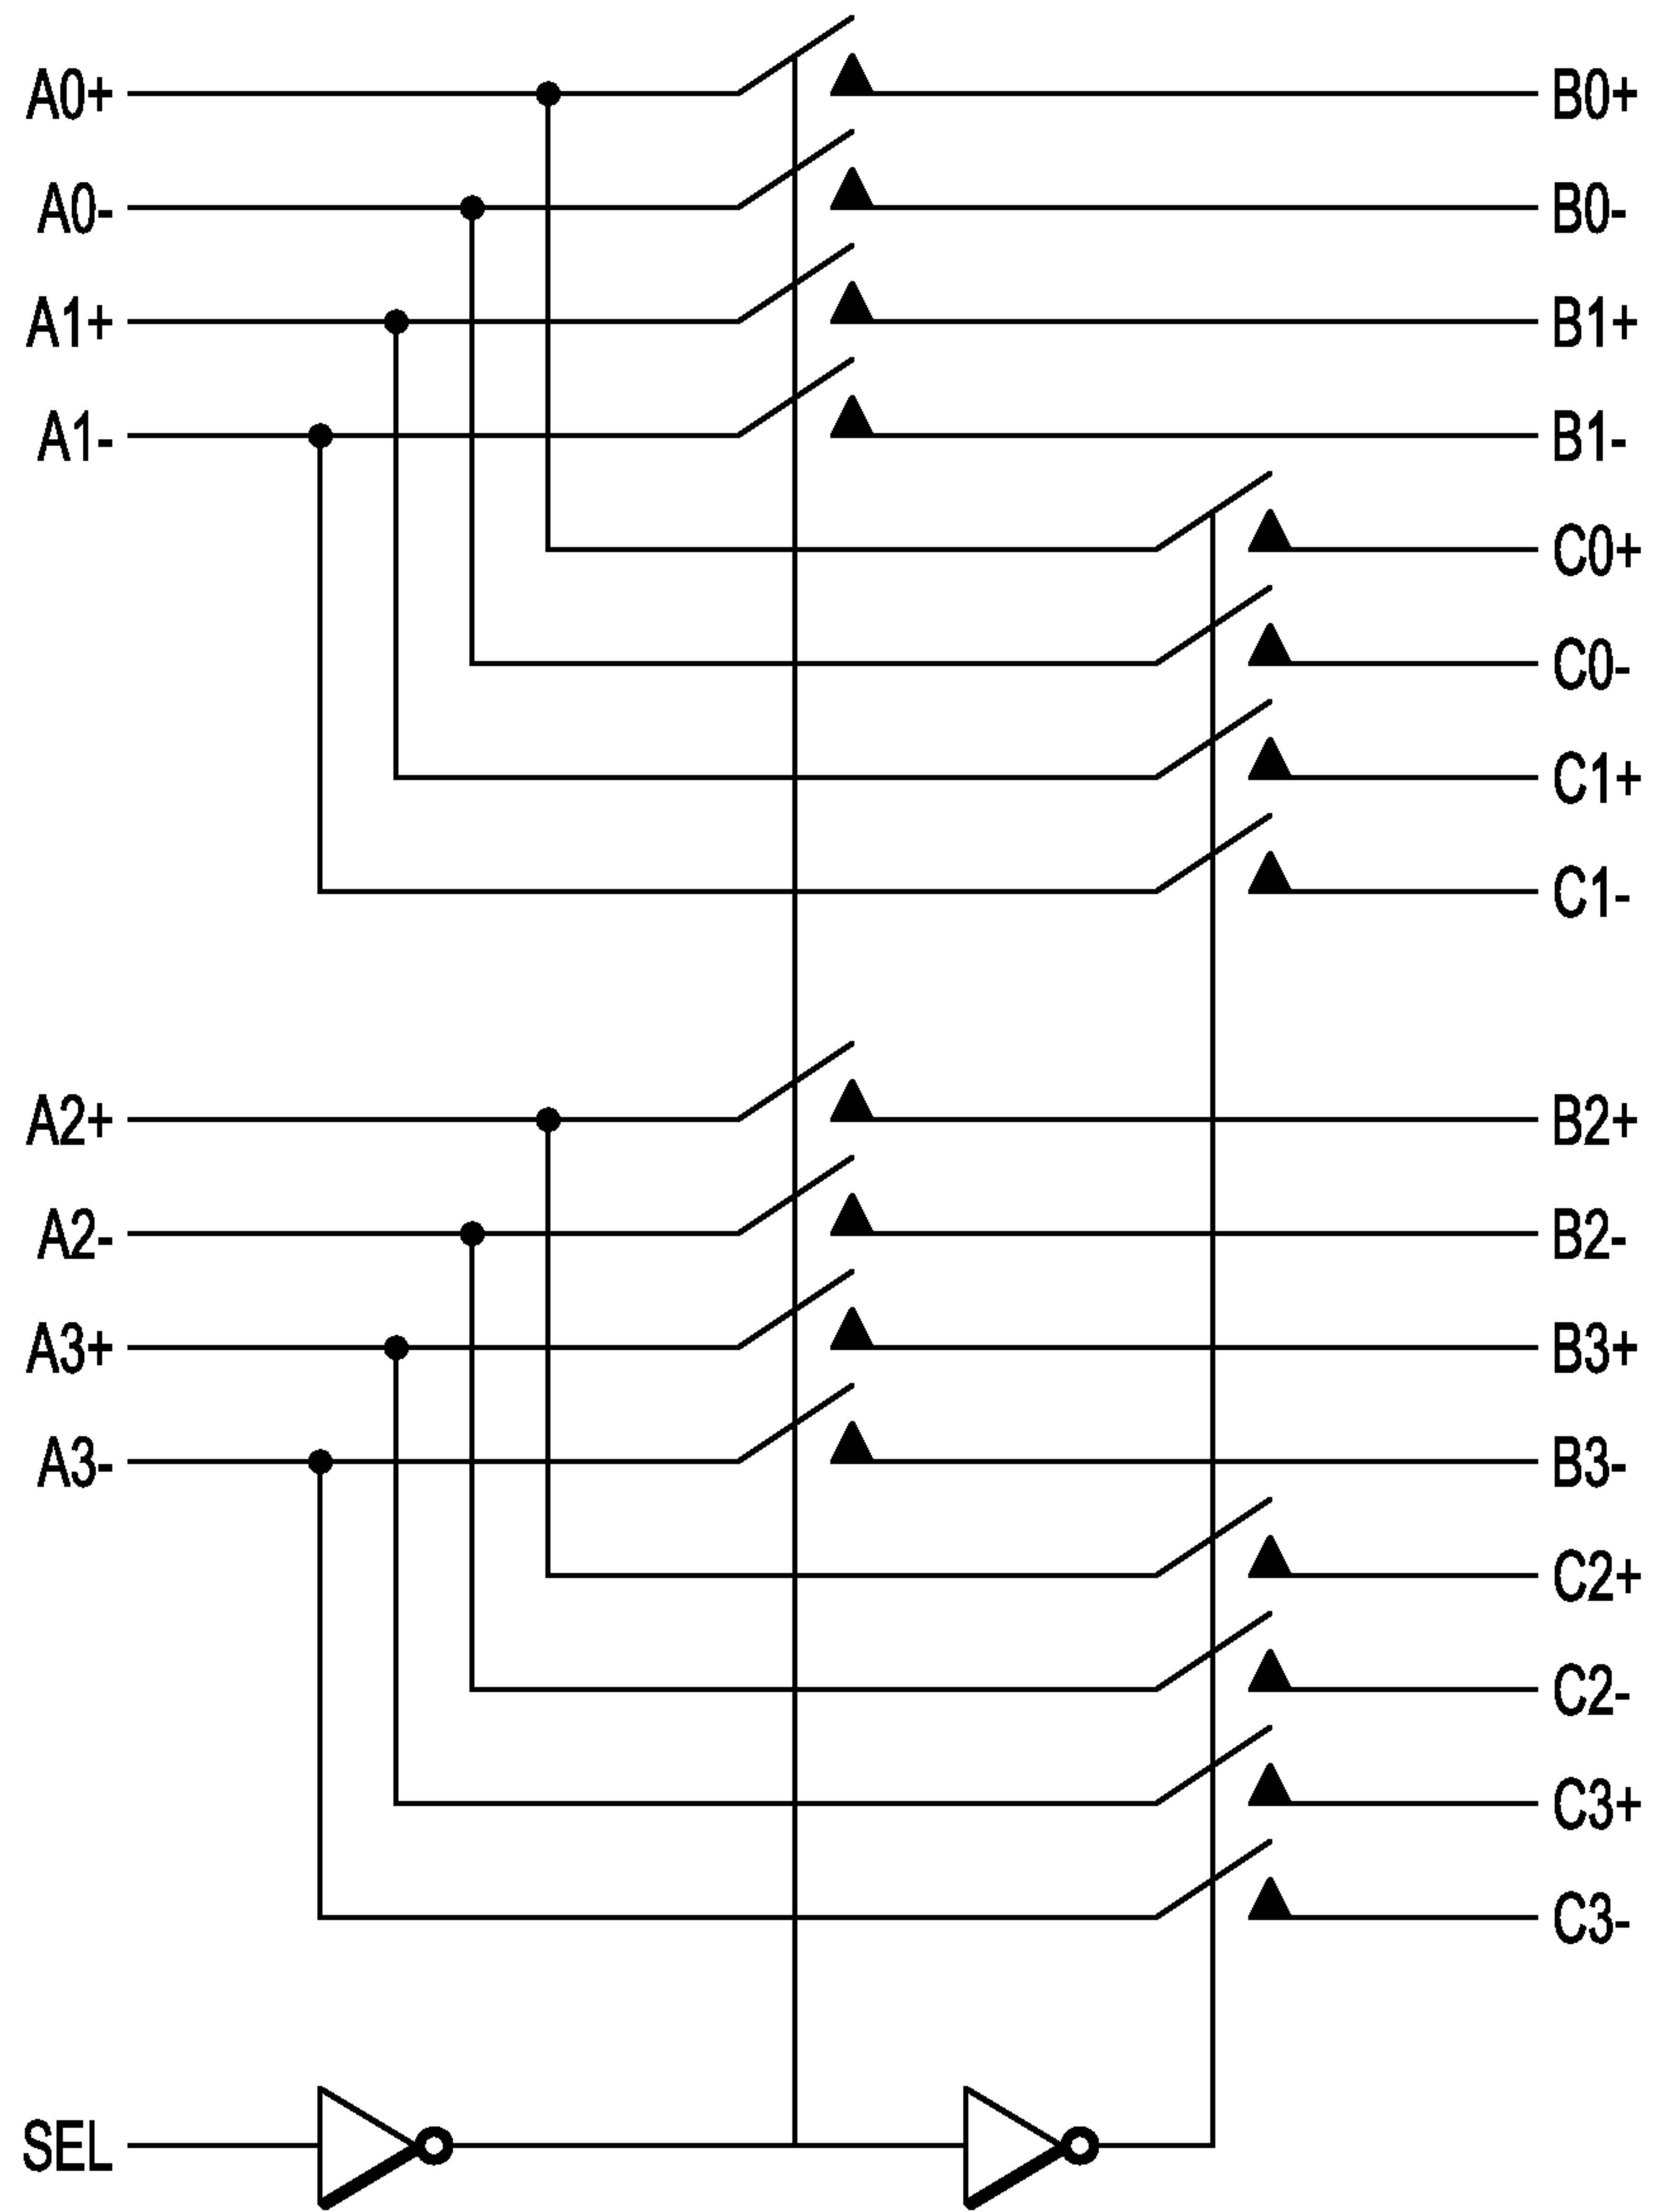 A0+ B0+
A0- B0-
A1+ B1+
A1- B1-
C0+
C0-
C1+
C1-
A2+ B2+
A2- B2-
A3+ B3+
A3- B3-
C2+
C2-
C3+
C3-
SEL